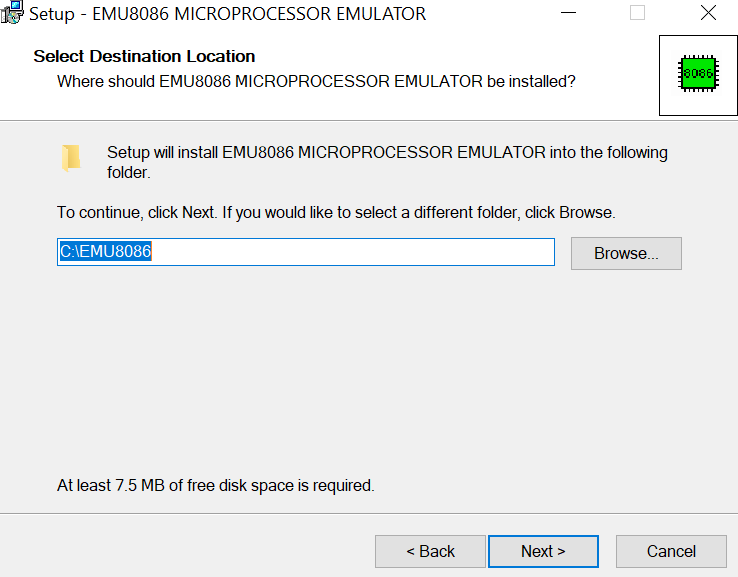 Setup - EMU8086 MICROPROCESSOR EMULATOR
Select Destination Location
Where should EMU8086 MICROPROCESSOR EMULATOR be installed?
8086
Setup will install EMU8086 MICROPROCESSOR EMULATOR into the following
folder.
To continue, click Next. If you would like to select a different folder, click Browse.
C:\EMU8086
Browse...
At least 7.5 MB of free disk space is required.
< Back
Next >
Cancel